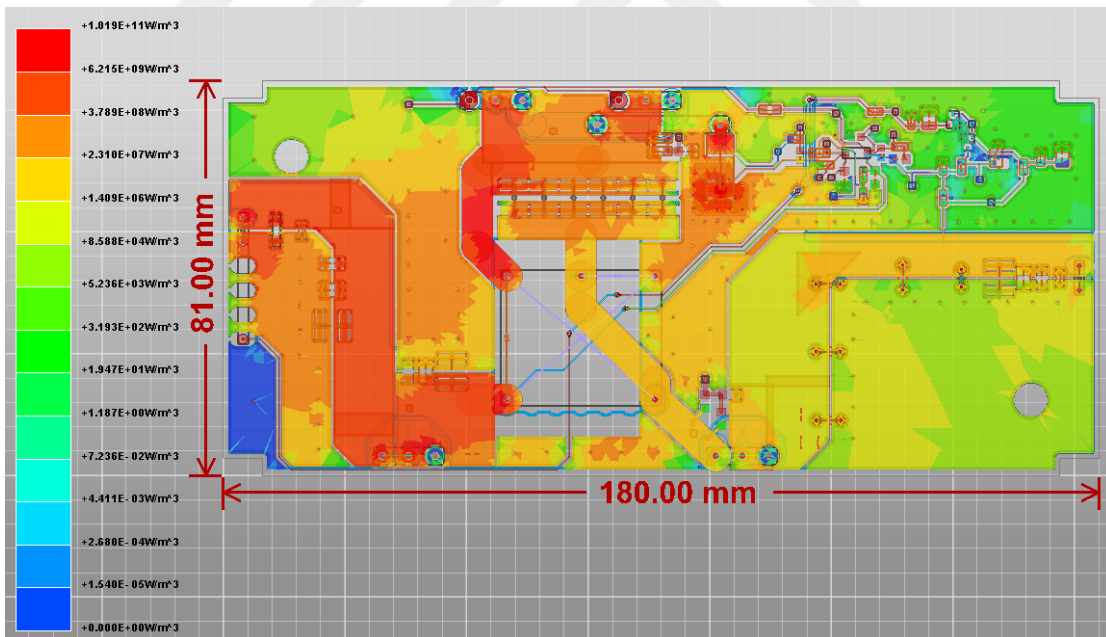 +1.019E+11W/m^3
+6.215E+09W/m^3
+3.789E+08W/m^3
+2.310E+07W/m^3
+1.409E+06W/m^3
+8.588E+04W/m^3
+5.236E+03W/m^3
+3.193E+02W/m^3
+1.947E+01W/m^3
+1.187E+00W/m^3
+7.236E-02W/m^3
+4.411E-03W/m^3
+2.680E-04W/m^3
+1.540E-05W/m^3
+0.000E+00W/m^3
81.00 mm
180.00 mm